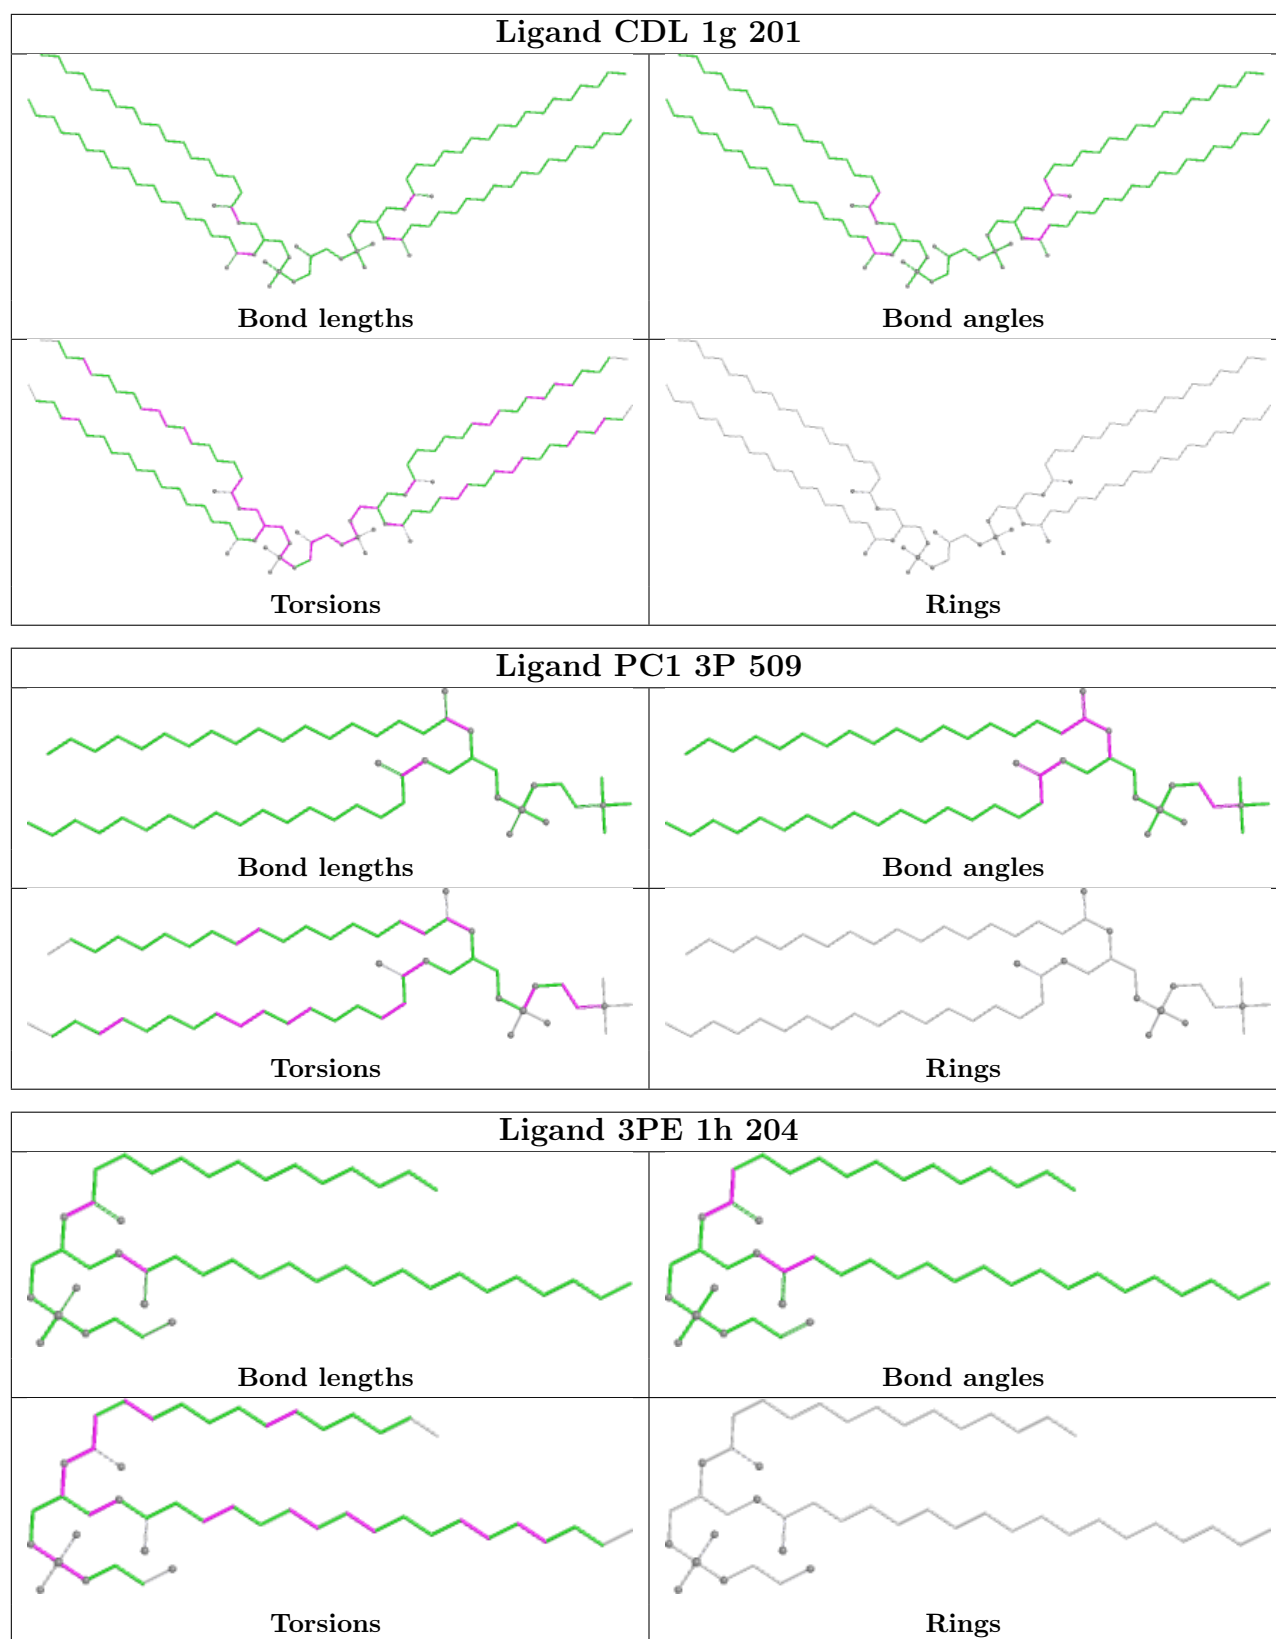 Ligand CDL 1g 201
Bond lengths
Bond angles
Torsions
Rings
Ligand PC1 3P 509
Bond lengths
Bond angles
Torsions
Rings
Ligand 3PE 1h 204
Bond lengths
Bond angles
Torsions
Rings